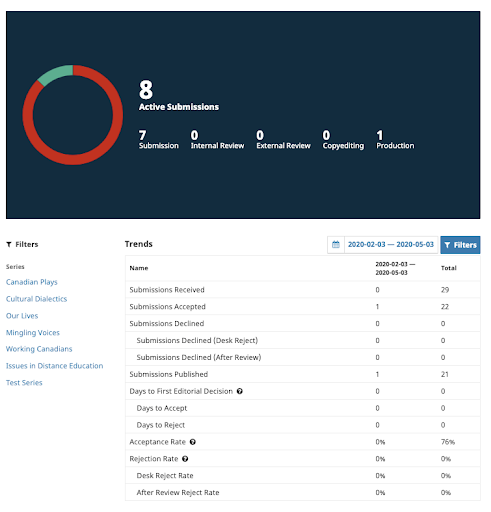 8
Active Submissions
7 0 0 0 1
Submission Internal Review External Review Copyediting Production
Filters
Series
Canadian Plays
Cultural Dialectics
Our Lives
Mingling Voices
Working Canadians
Issues in Distance Education
Test Series
Trends 2020-02-03 — 2020-05-03 Filters
Name 2020-02-03 — 2020-05-03 Total
Submissions Received 0 29
Submissions Accepted 1 22
Submissions Declined 0 0
Submissions Declined (Desk Reject) 0 0
Submissions Declined (After Review) 0 0
Submissions Published 1 21
Days to First Editorial Decision ? 0 0
Days to Accept 0 0
Days to Reject 0 0
Acceptance Rate ? 0% 76%
Rejection Rate ? 0% 0%
Desk Reject Rate 0% 0%
After Review Reject Rate 0% 0%